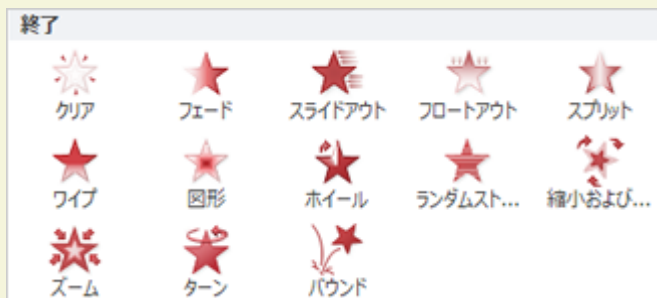 終了
クリア フェード スライドアウト フロートアウト スプリット
ワイプ 図形 ホイール ランダムスト... 縮小および...
ズーム ターン バウンド